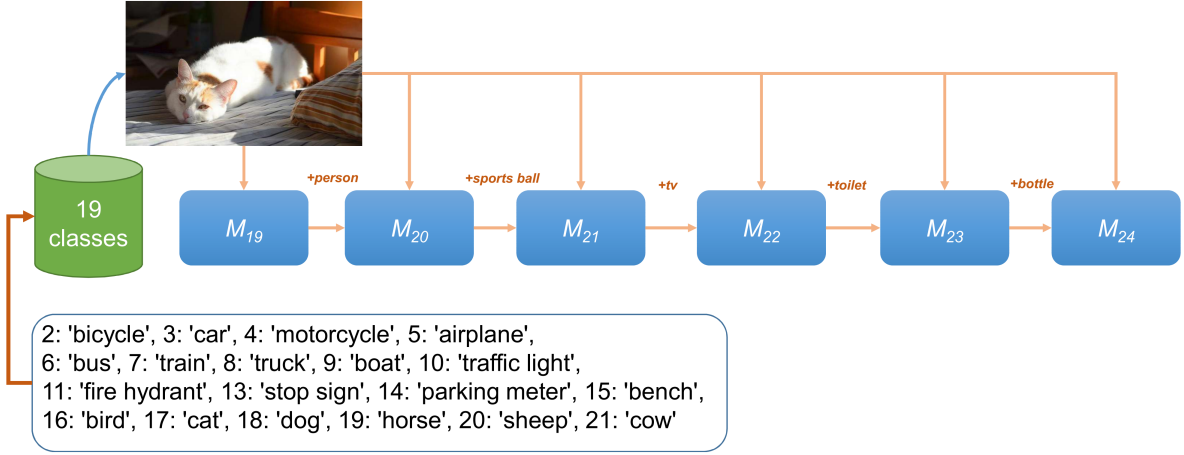 +person
+sports ball
+tv
+toilet
+bottle
19
classes
M19
M20
M21
M22
M23
M24
2: 'bicycle', 3: 'car', 4: 'motorcycle', 5: 'airplane',
6: 'bus', 7: 'train', 8: 'truck', 9: 'boat', 10: 'traffic light',
11: 'fire hydrant', 13: 'stop sign', 14: 'parking meter', 15: 'bench',
16: 'bird', 17: 'cat', 18: 'dog', 19: 'horse', 20: 'sheep', 21: 'cow'